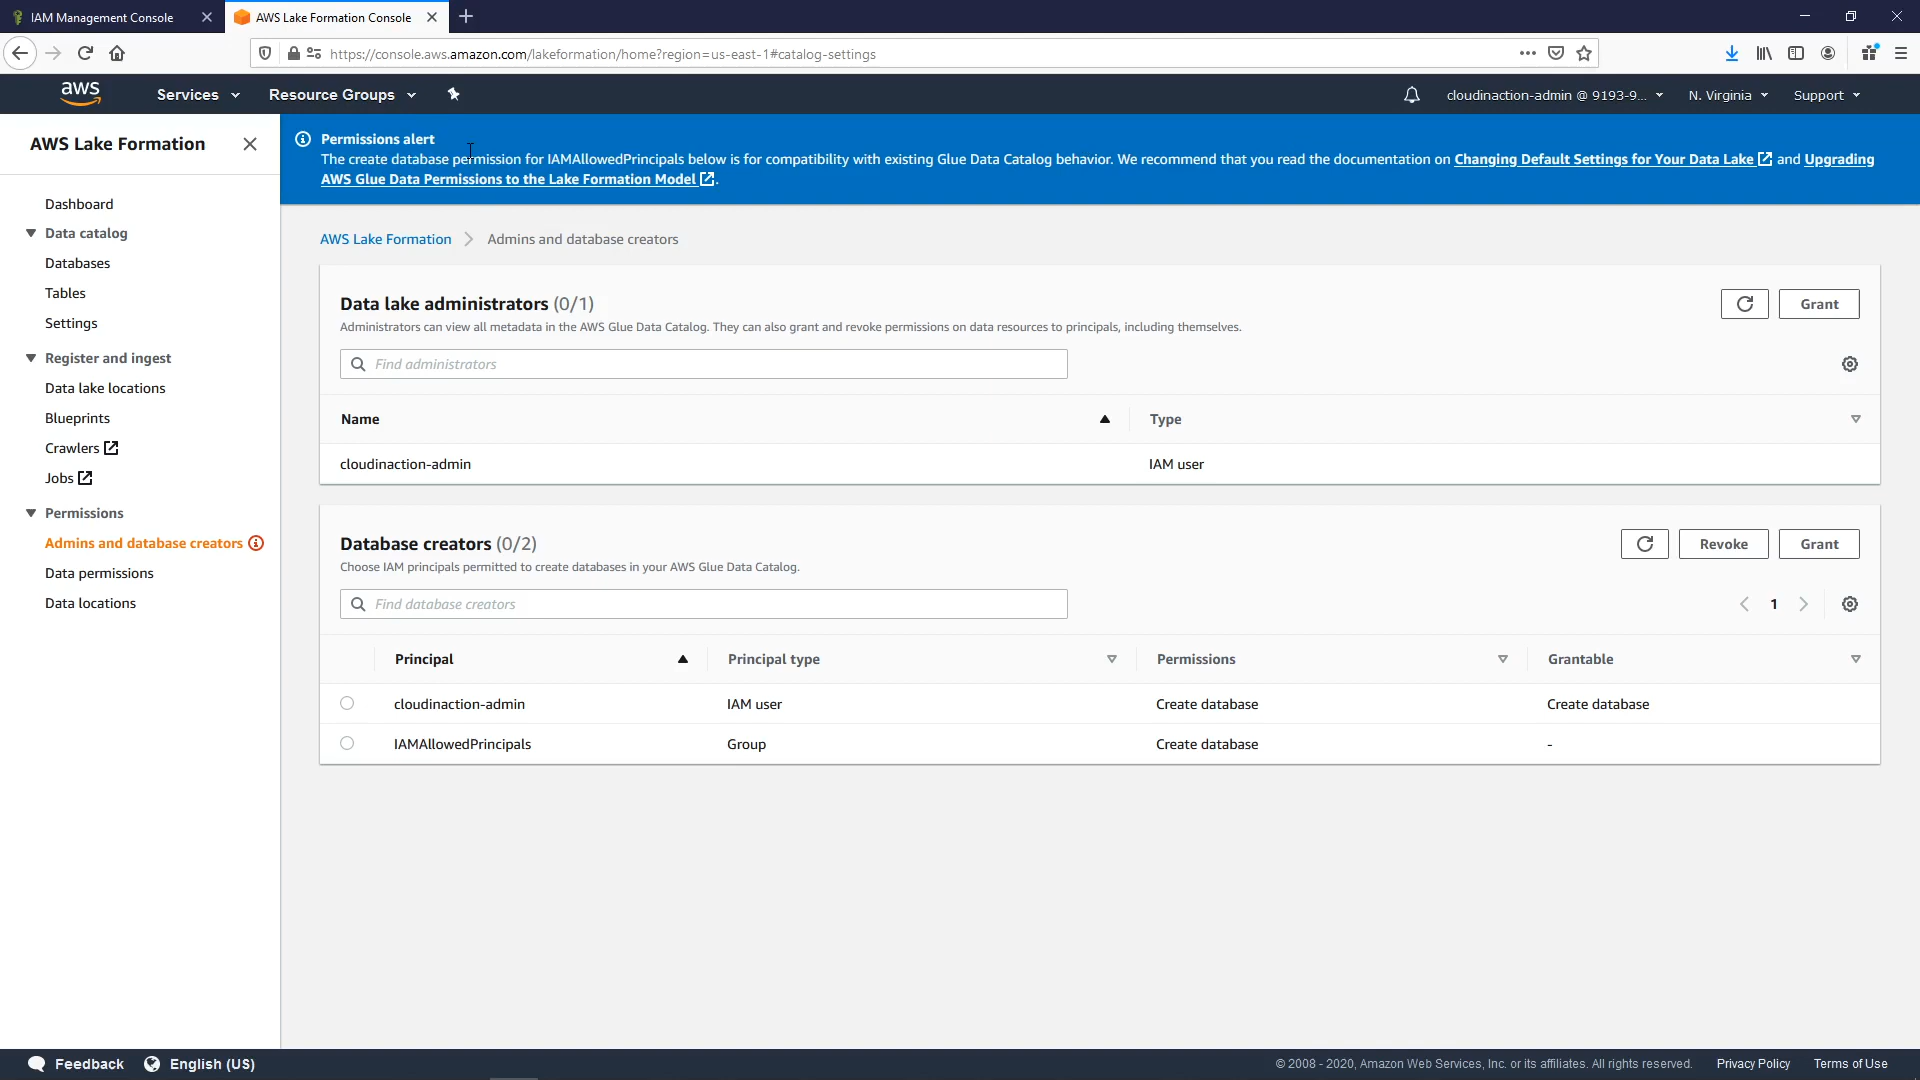 IAM Management Console
AWS Lake Formation Console
https://console.aws.amazon.com/lakeformation/home?region=us-east-1#catalog-settings
aws
Services
Resource Groups
cloudinaction-admin @ 9193-9...
N. Virginia
Support
AWS Lake Formation
Dashboard
Data catalog
Databases
Tables
Settings
Register and ingest
Data lake locations
Blueprints
Crawlers
Jobs
Permissions
Admins and database creators
Data permissions
Data locations
Permissions alert
The create database permission for IAMAllowedPrincipals below is for compatibility with existing Glue Data Catalog behavior. We recommend that you read the documentation on Changing Default Settings for Your Data Lake and Upgrading
AWS Glue Data Permissions to the Lake Formation Model .
AWS Lake Formation
Admins and database creators
Data lake administrators (0/1)
Grant
Administrators can view all metadata in the AWS Glue Data Catalog. They can also grant and revoke permissions on data resources to principals, including themselves.
Find administrators
Name
Type
cloudinaction-admin
IAM user
Database creators (0/2)
Revoke
Grant
Choose IAM principals permitted to create databases in your AWS Glue Data Catalog.
Find database creators
1
Principal
Principal type
Permissions
Grantable
cloudinaction-admin
IAM user
Create database
Create database
IAMAllowedPrincipals
Group
Create database
-
Feedback
English (US)
© 2008 - 2020, Amazon Web Services, Inc. or its affiliates. All rights reserved.
Privacy Policy
Terms of Use